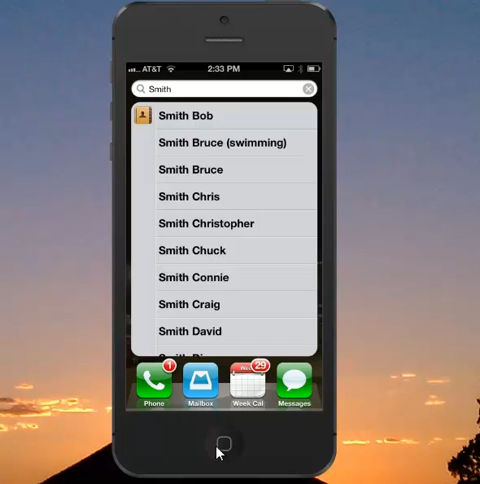 AT&T 2:33 PM
Smith
Smith Bob
Smith Bruce (swimming)
Smith Bruce
Smith Chris
Smith Christopher
Smith Chuck
Smith Connie
Smith Craig
Smith David
1
29
Phone
Mailbox
Week Cal
Messages